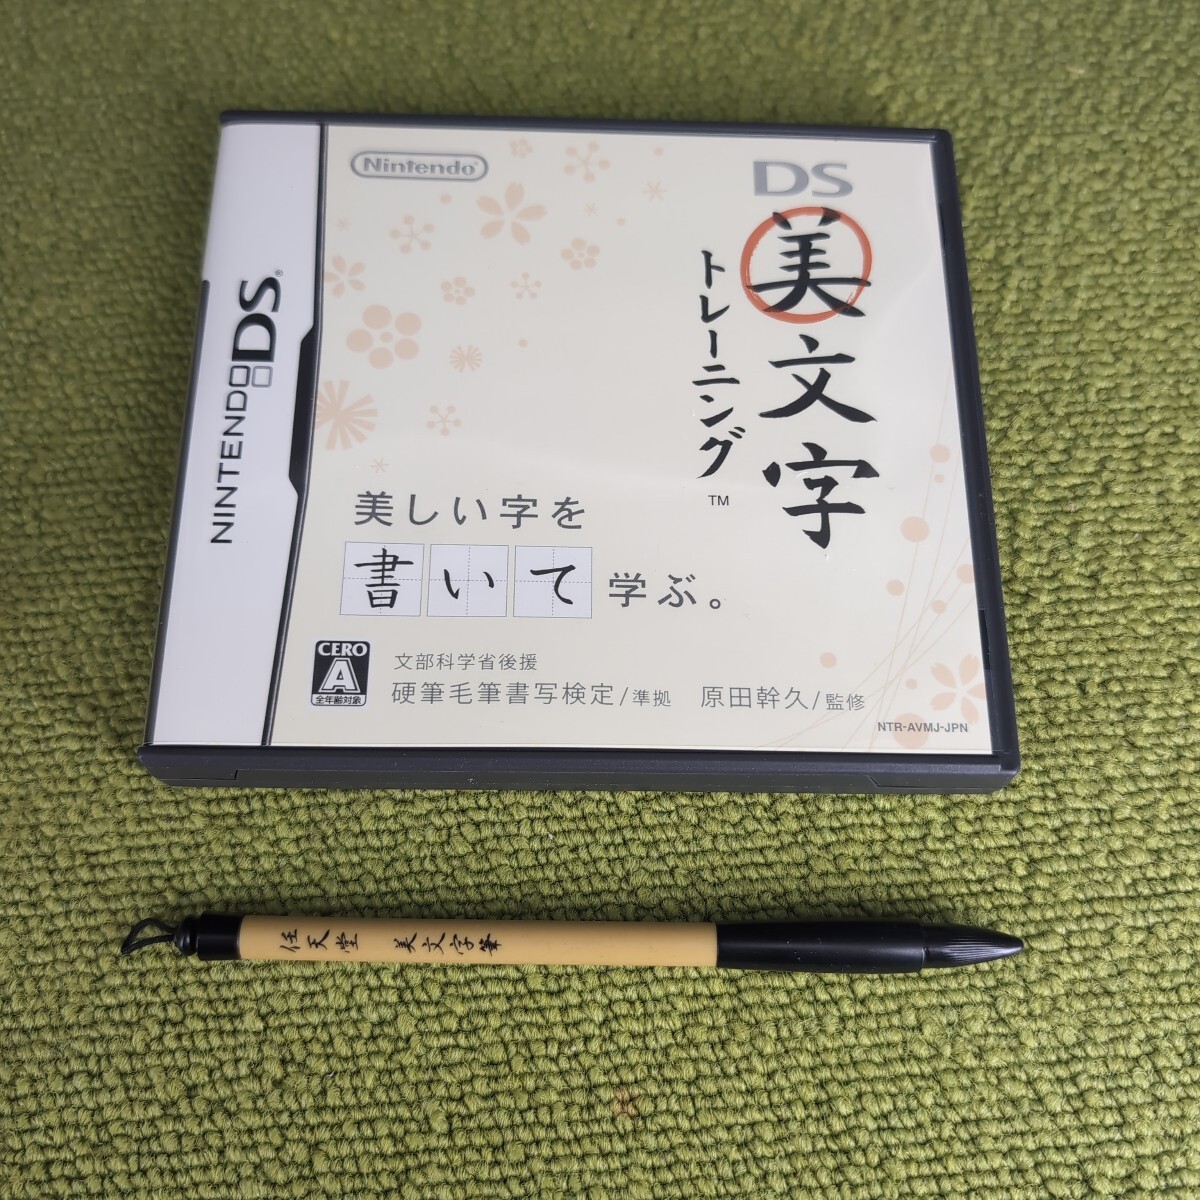 Nintendo
DS
美文字
トレーニング™
NINTENDO DS®
美しい字を
書いて学ぶ。
CERO
A
全年齢対象
文部科学省後援
硬筆毛筆書写検定/準拠 原田幹久/監修
NTR-AVMJ-JPN
任天堂 美文字筆